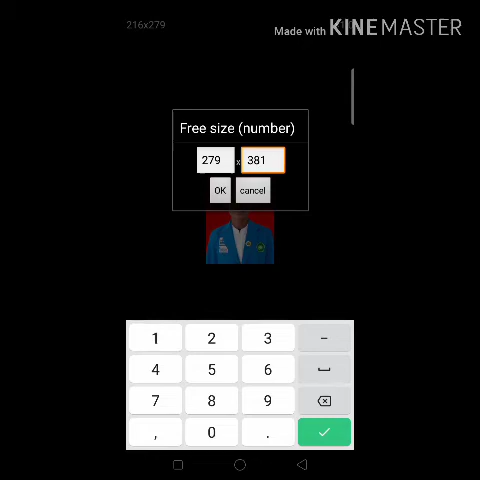 216x279
Made with KINEMASTER
Free size (number)
279 x 381
OK cancel
1 2 3 -
4 5 6
7 8 9
, 0 .